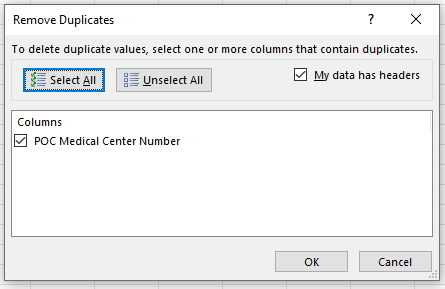 Remove Duplicates
?
To delete duplicate values, select one or more columns that contain duplicates.
Select All
Unselect All
My data has headers
Columns
POC Medical Center Number
OK
Cancel